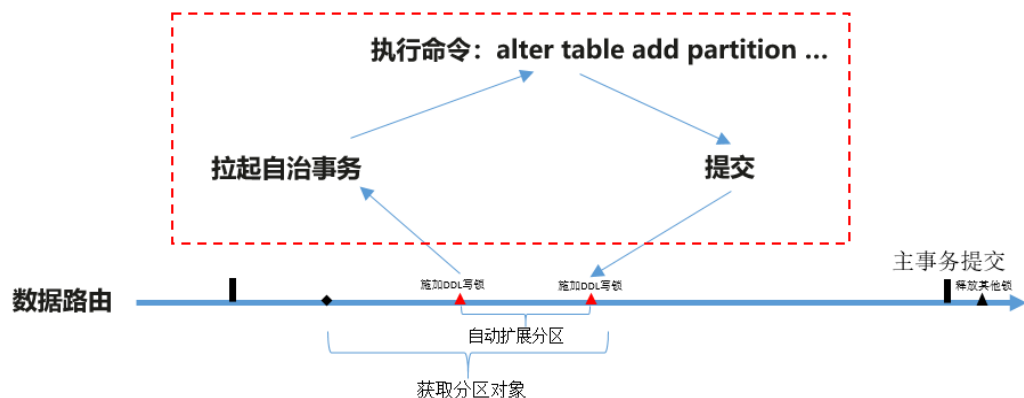 执行命令：alter table add partition ...
拉起自治事务
提交
主事务提交
施加DDL写锁
施加DDL写锁
释放其他锁
数据路由
自动扩展分区
获取分区对象